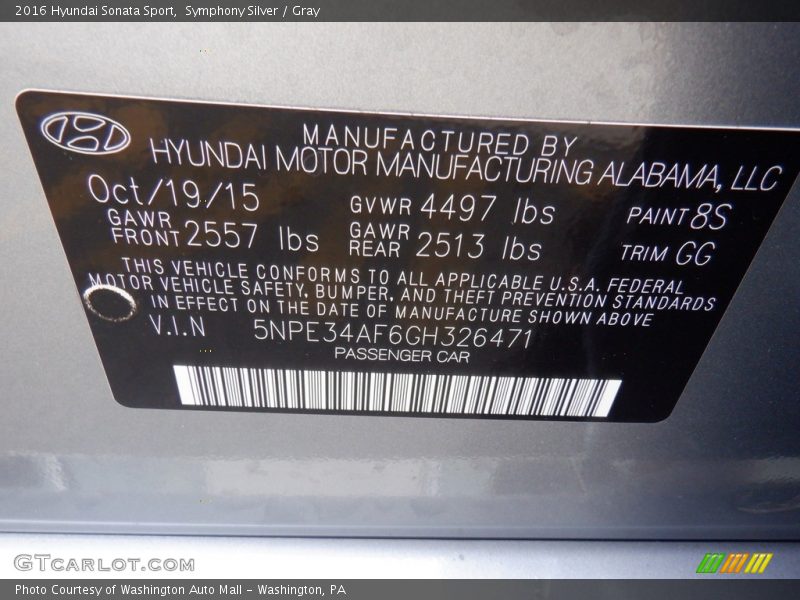 2016 Hyundai Sonata Sport,  Symphony Silver / Gray
MANUFACTURED BY
HYUNDAI MOTOR MANUFACTURING ALABAMA, LLC
Oct/19/15 GVWR 4497 lbs PAINT 8S
GAWR FRONT 2557 lbs GAWR REAR 2513 lbs TRIM GG
THIS VEHICLE CONFORMS TO ALL APPLICABLE U.S.A. FEDERAL
MOTOR VEHICLE SAFETY, BUMPER, AND THEFT PREVENTION STANDARDS
IN EFFECT ON THE DATE OF MANUFACTURE SHOWN ABOVE
V.I.N 5NPE34AF6GH326471
PASSENGER CAR
GTCARLOT.COM
Photo Courtesy of Washington Auto Mall - Washington, PA